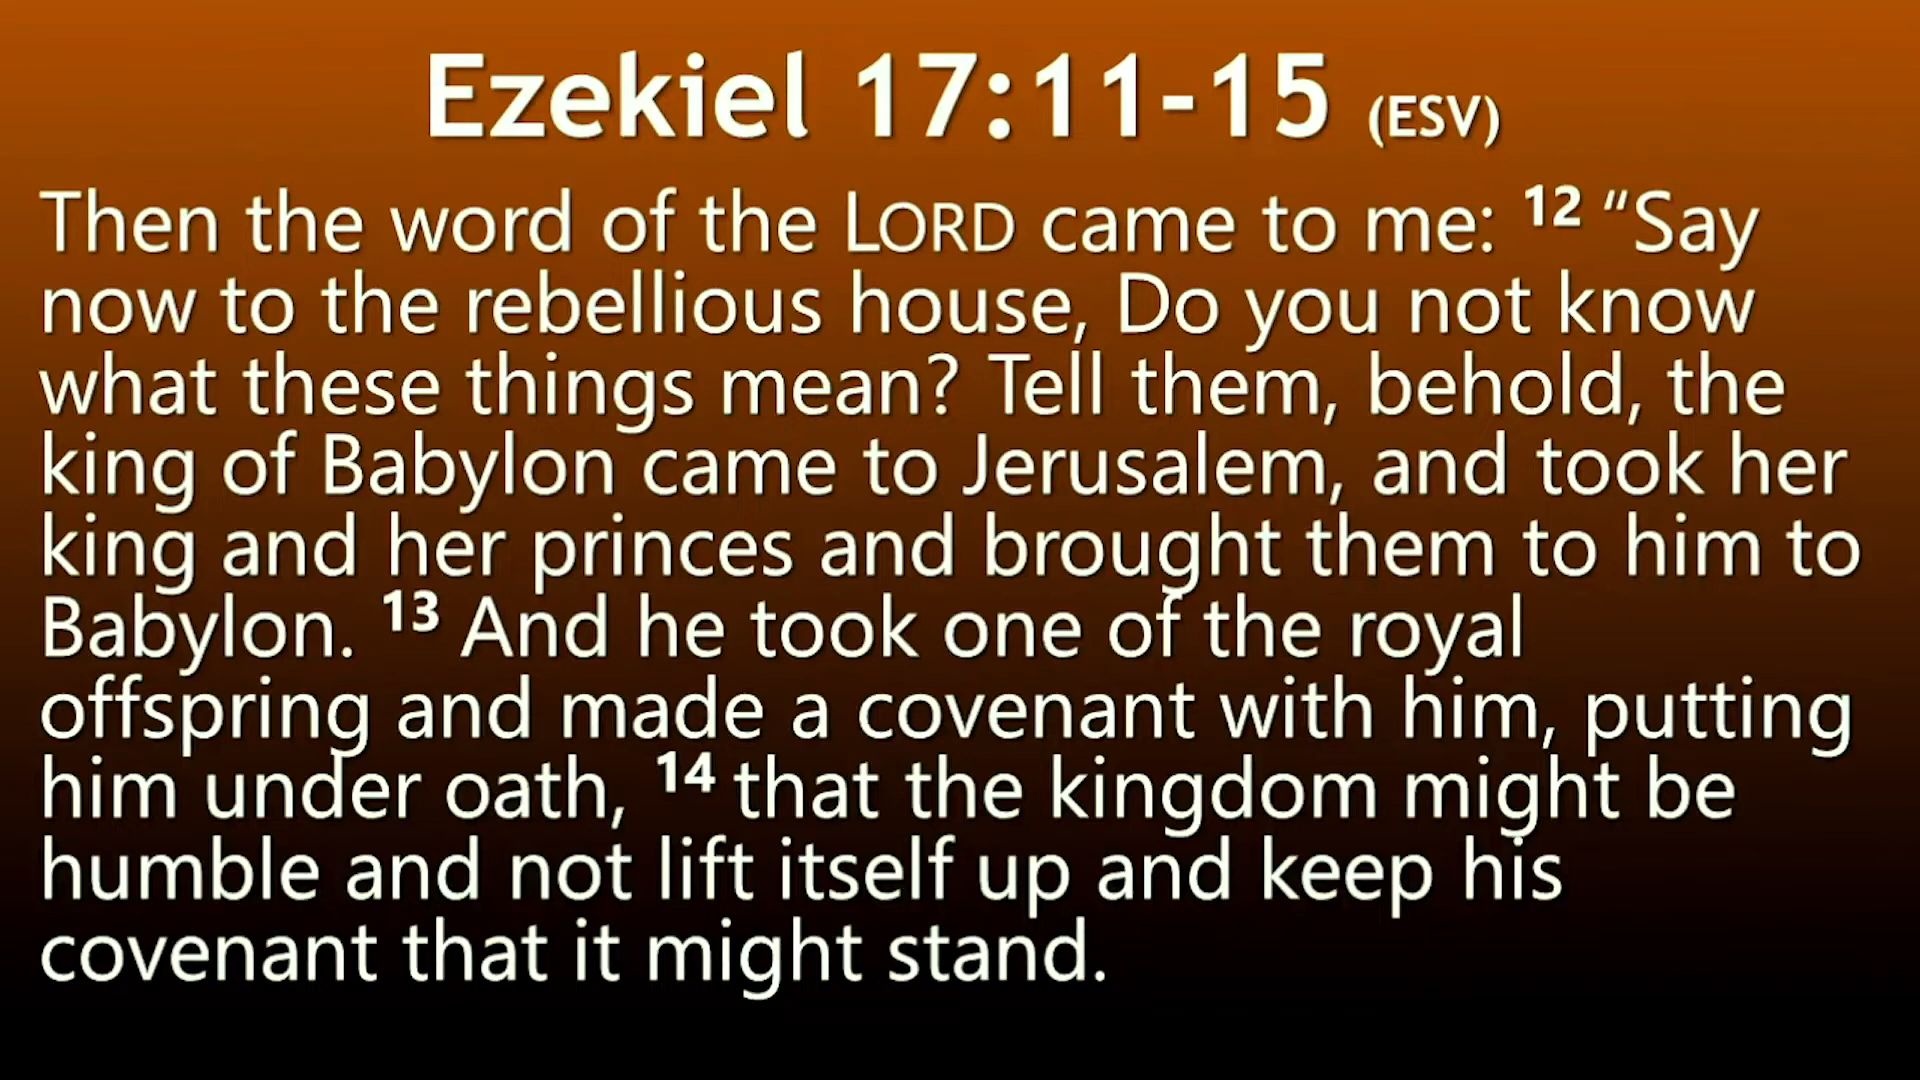 Ezekiel 17:11-15 (ESV)
Then the word of the LORD came to me: 12 “Say
now to the rebellious house, Do you not know
what these things mean? Tell them, behold, the
king of Babylon came to Jerusalem, and took her
king and her princes and brought them to him to
Babylon. 13 And he took one of the royal
offspring and made a covenant with him, putting
him under oath, 14 that the kingdom might be
humble and not lift itself up and keep his
covenant that it might stand.